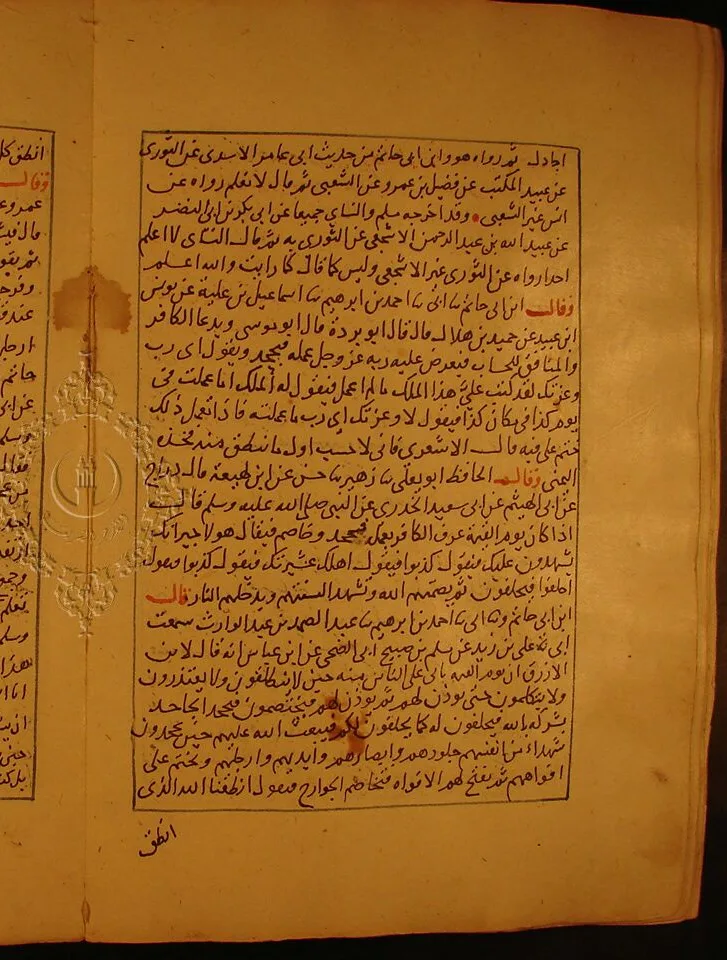 اجادل ثم رواه هو وابن ابي حاتم من حديث ابي عامر الاسدي عن الثوري
عن عبيد المكتب عن فضيل بن عمرو عن الشعبي ثم قال لا نعلم رواه عن
انس غير الشعبي وقد اخرجه مسلم والنساي جميعا عن ابي بكر بن ابي النضر
عن عبيد الله بن عبد الرحمن الاشجعي عن الثوري به ثم قال النساي لا اعلم
احدا رواه عن الثوري غير الاشجعي وليس كما قال كما رايت والله اعلم
وقال ابن ابي حاتم ثنا ابي ثنا احمد بن ابرهيم ثنا اسماعيل بن علية عن يونس
ابن عبيد عن حميد بن هلال قال قال ابو بردة قال ابو موسى ويدعا الكافر
والمنافق للحساب فيعرض عليه ربه عز وجل عمله فيجحد ويقول اي رب
وعزتك لقد كتب علي هذا الملك ما لم اعمل فيقول له الملك اما عملت في
يوم كذا في مكان كذا فيقول لا وعزتك اي رب ما عملته فاذا فعل ذلك
ختم على فيه قال الاشعري فاني لاحسب اول ما ينطق منه فخذه
اليمنى وقال الحافظ ابو يعلى ثنا زهير ثنا حسن عن ابن لهيعة قال دراج
عن ابي الهيثم عن ابي سعيد الخدري عن النبي صلى الله عليه وسلم قال
اذا كان يوم القيمة عرف الكافر بعمله فيجحد وخاصم فيقال هولا جيرانك
يشهدون عليك فيقول كذبوا فيقول اهلك عشيرتك فيقول كذبوا فيقول
احلفوا فيحلفون ثم يصمتهم الله وتشهد السنتهم ويدخلهم النار قال
ابن ابي حاتم وثنا ابي ثنا احمد بن ابرهيم ثنا عبد الصمد بن عبد الوارث سمعت
ابي ثنا علي بن زيد عن مسلم بن صبيح ابي الضحى عن ابن عباس انه قال لابن
الازرق ان يوم القيمة ياتي على الناس منه حين لا ينطلقون ولا يعتذرون
ولا يتكلمون حتى يوذن لهم ثم يوذن لهم فيختصمون فيجحد الجاحد
بشركه بالله فيحلفون له كما يحلفون لكم فيبعث الله عليهم حين يجحدون
شهداء من انفسهم جلودهم وابصارهم وايديهم وارجلهم ويختم على
افواههم ثم يفتح لهم الافواه فتخاصم الجوارح فيقول انطقنا الله الذي
انطق